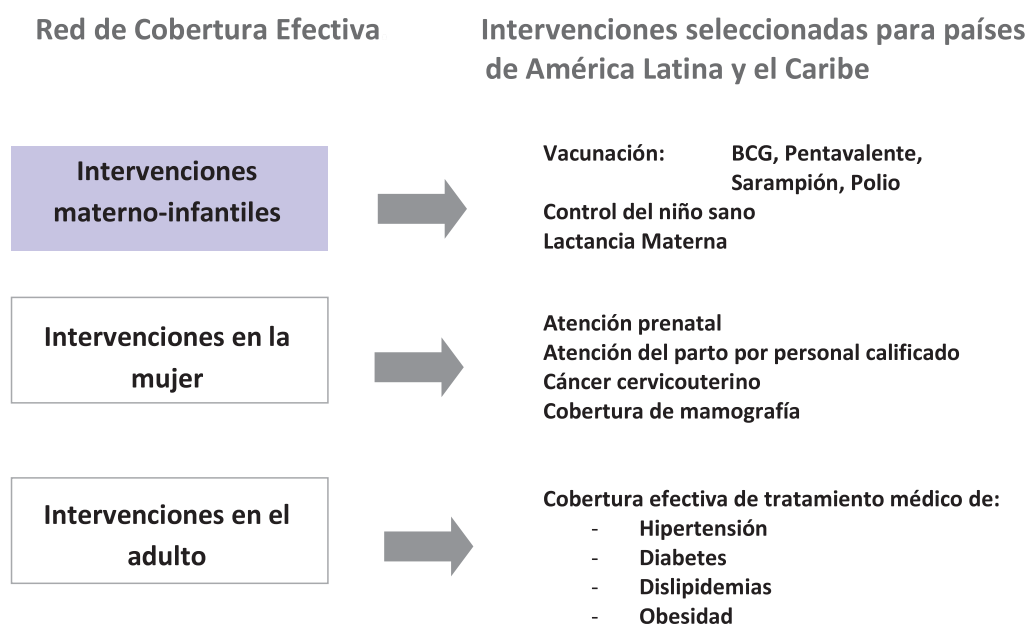 Red de Cobertura Efectiva
Intervenciones seleccionadas para países
de América Latina y el Caribe
Intervenciones
materno-infantiles
Vacunación: BCG, Pentavalente,
Sarampión, Polio
Control del niño sano
Lactancia Materna
Intervenciones en la
mujer
Atención prenatal
Atención del parto por personal calificado
Cáncer cervicouterino
Cobertura de mamografía
Intervenciones en el
adulto
Cobertura efectiva de tratamiento médico de:
- Hipertensión
- Diabetes
- Dislipidemias
- Obesidad